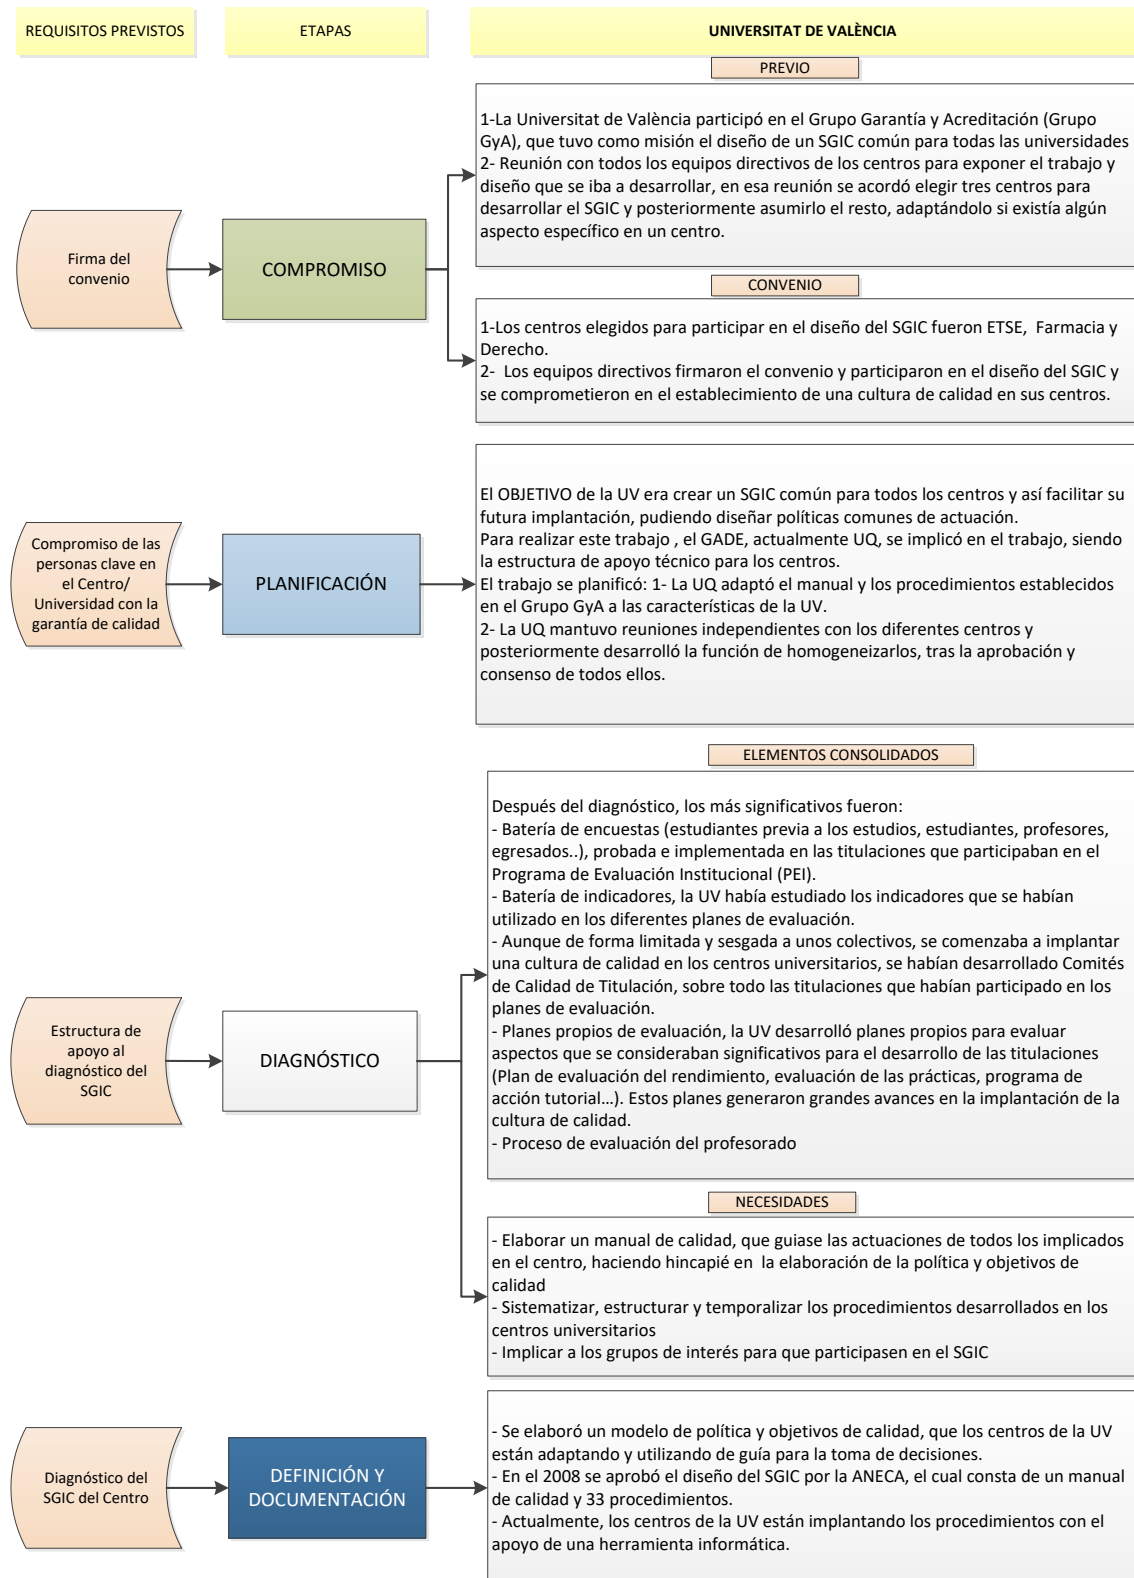 REQUISITOS PREVISTOS
ETAPAS
UNIVERSITAT DE VALÈNCIA
PREVIO
1-La Universitat de València participó en el Grupo Garantía y Acreditación (Grupo
GyA), que tuvo como misión el diseño de un SGIC común para todas las universidades
2- Reunión con todos los equipos directivos de los centros para exponer el trabajo y
diseño que se iba a desarrollar, en esa reunión se acordó elegir tres centros para
desarrollar el SGIC y posteriormente asumirlo el resto, adaptándolo si existía algún
aspecto específico en un centro.
Firma del
convenio
COMPROMISO
CONVENIO
1-Los centros elegidos para participar en el diseño del SGIC fueron ETSE, Farmacia y
Derecho.
2- Los equipos directivos firmaron el convenio y participaron en el diseño del SGIC y
se comprometieron en el establecimiento de una cultura de calidad en sus centros.
Compromiso de las
personas clave en
el Centro/
Universidad con la
garantía de calidad
PLANIFICACIÓN
El OBJETIVO de la UV era crear un SGIC común para todos los centros y así facilitar su
futura implantación, pudiendo diseñar políticas comunes de actuación.
Para realizar este trabajo , el GADE, actualmente UQ, se implicó en el trabajo, siendo
la estructura de apoyo técnico para los centros.
El trabajo se planificó: 1- La UQ adaptó el manual y los procedimientos establecidos
en el Grupo GyA a las características de la UV.
2- La UQ mantuvo reuniones independientes con los diferentes centros y
posteriormente desarrolló la función de homogeneizarlos, tras la aprobación y
consenso de todos ellos.
ELEMENTOS CONSOLIDADOS
Después del diagnóstico, los más significativos fueron:
- Batería de encuestas (estudiantes previa a los estudios, estudiantes, profesores,
egresados..), probada e implementada en las titulaciones que participaban en el
Programa de Evaluación Institucional (PEI).
- Batería de indicadores, la UV había estudiado los indicadores que se habían
utilizado en los diferentes planes de evaluación.
- Aunque de forma limitada y sesgada a unos colectivos, se comenzaba a implantar
una cultura de calidad en los centros universitarios, se habían desarrollado Comités
de Calidad de Titulación, sobre todo las titulaciones que habían participado en los
planes de evaluación.
- Planes propios de evaluación, la UV desarrolló planes propios para evaluar
aspectos que se consideraban significativos para el desarrollo de las titulaciones
(Plan de evaluación del rendimiento, evaluación de las prácticas, programa de
acción tutorial...). Estos planes generaron grandes avances en la implantación de la
cultura de calidad.
- Proceso de evaluación del profesorado
Estructura de
apoyo al
diagnóstico del
SGIC
DIAGNÓSTICO
NECESIDADES
- Elaborar un manual de calidad, que guiase las actuaciones de todos los implicados
en el centro, haciendo hincapié en la elaboración de la política y objetivos de
calidad
- Sistematizar, estructurar y temporalizar los procedimientos desarrollados en los
centros universitarios
- Implicar a los grupos de interés para que participasen en el SGIC
Diagnóstico del
SGIC del Centro
DEFINICIÓN Y
DOCUMENTACIÓN
- Se elaboró un modelo de política y objetivos de calidad, que los centros de la UV
están adaptando y utilizando de guía para la toma de decisiones.
- En el 2008 se aprobó el diseño del SGIC por la ANECA, el cual consta de un manual
de calidad y 33 procedimientos.
- Actualmente, los centros de la UV están implantando los procedimientos con el
apoyo de una herramienta informática.